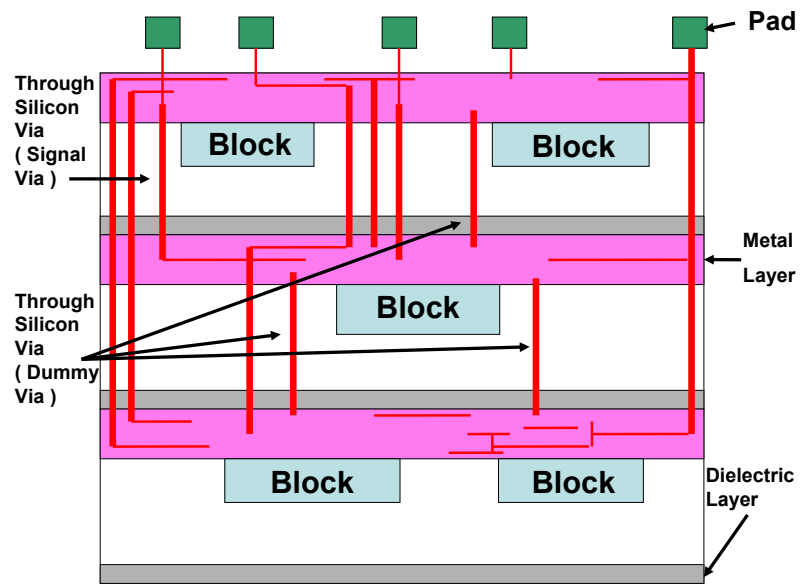 Pad
Through
Silicon
Via
( Signal
Via )
Block
Block
Metal
Layer
Through
Silicon
Via
( Dummy
Via )
Block
Block
Block
Dielectric
Layer